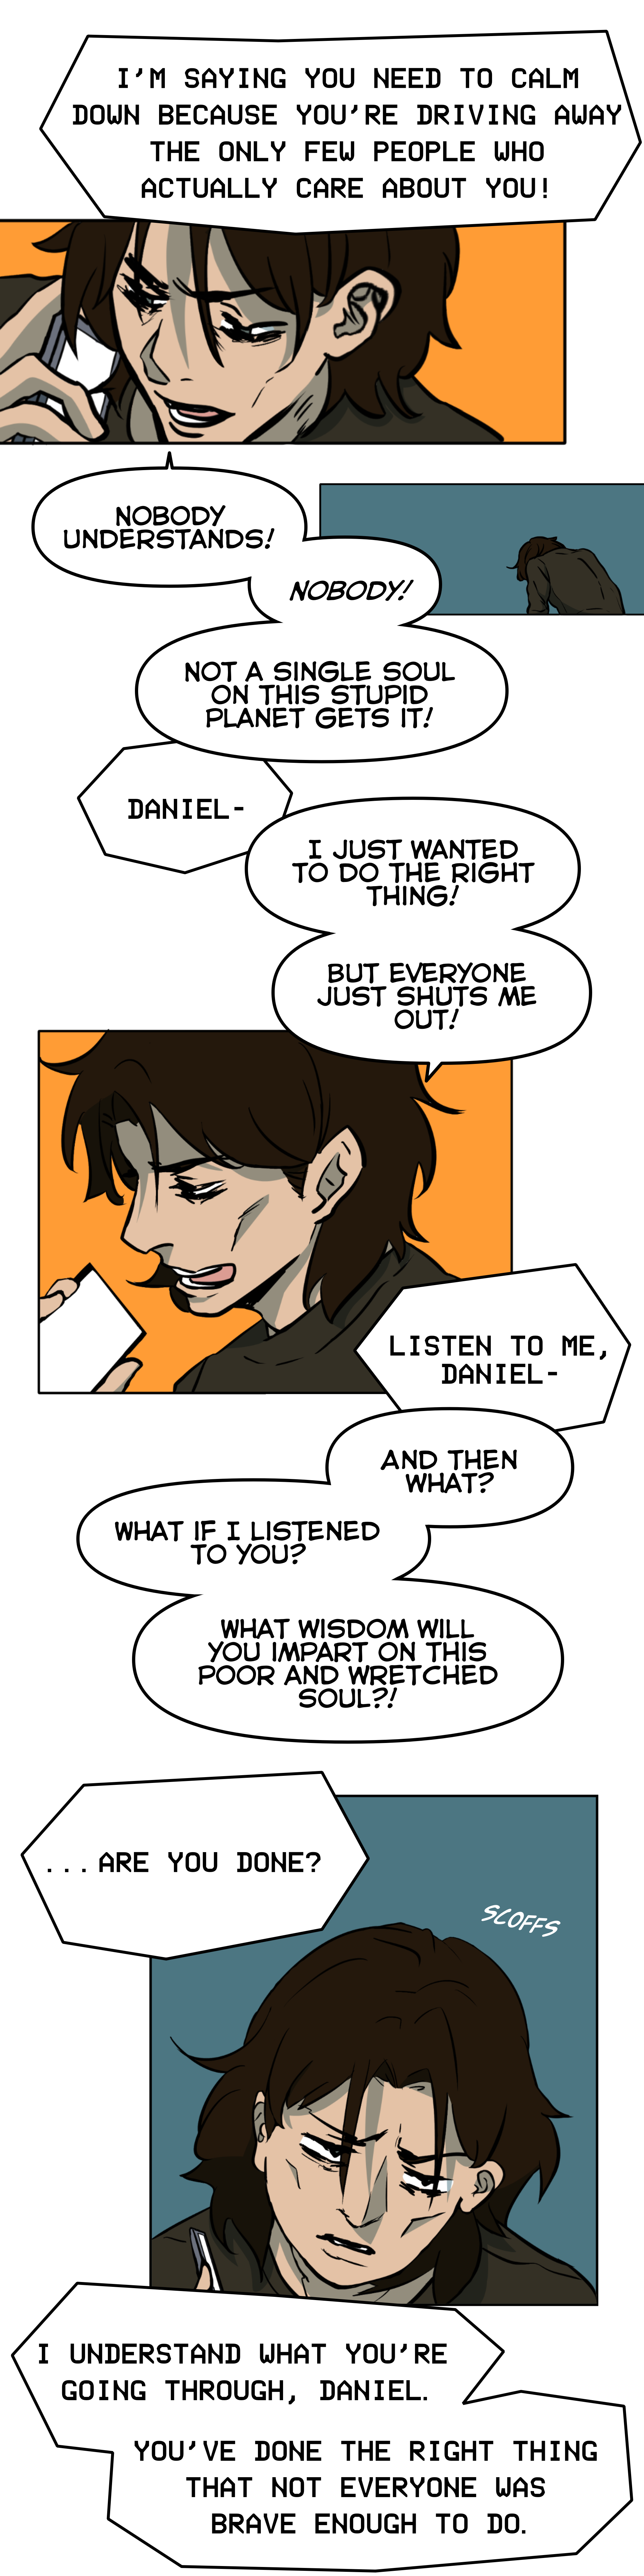 I'M SAYING YOU NEED TO CALM
DOWN BECAUSE YOU'RE DRIVING AWAY
THE ONLY FEW PEOPLE WHO
ACTUALLY CARE ABOUT YOU!
NOBODY
UNDERSTANDS!
NOBODY!
NOT A SINGLE SOUL
ON THIS STUPID
PLANET GETS IT!
DANIEL-
I JUST WANTED
TO DO THE RIGHT
THING!
BUT EVERYONE
JUST SHUTS ME
OUT!
LISTEN TO ME,
DANIEL-
AND THEN
WHAT?
WHAT IF I LISTENED
TO YOU?
WHAT WISDOM WILL
YOU IMPART ON THIS
POOR AND WRETCHED
SOUL?!
...ARE YOU DONE?
SCOFFS
I UNDERSTAND WHAT YOU'RE
GOING THROUGH, DANIEL.
YOU'VE DONE THE RIGHT THING
THAT NOT EVERYONE WAS
BRAVE ENOUGH TO DO.